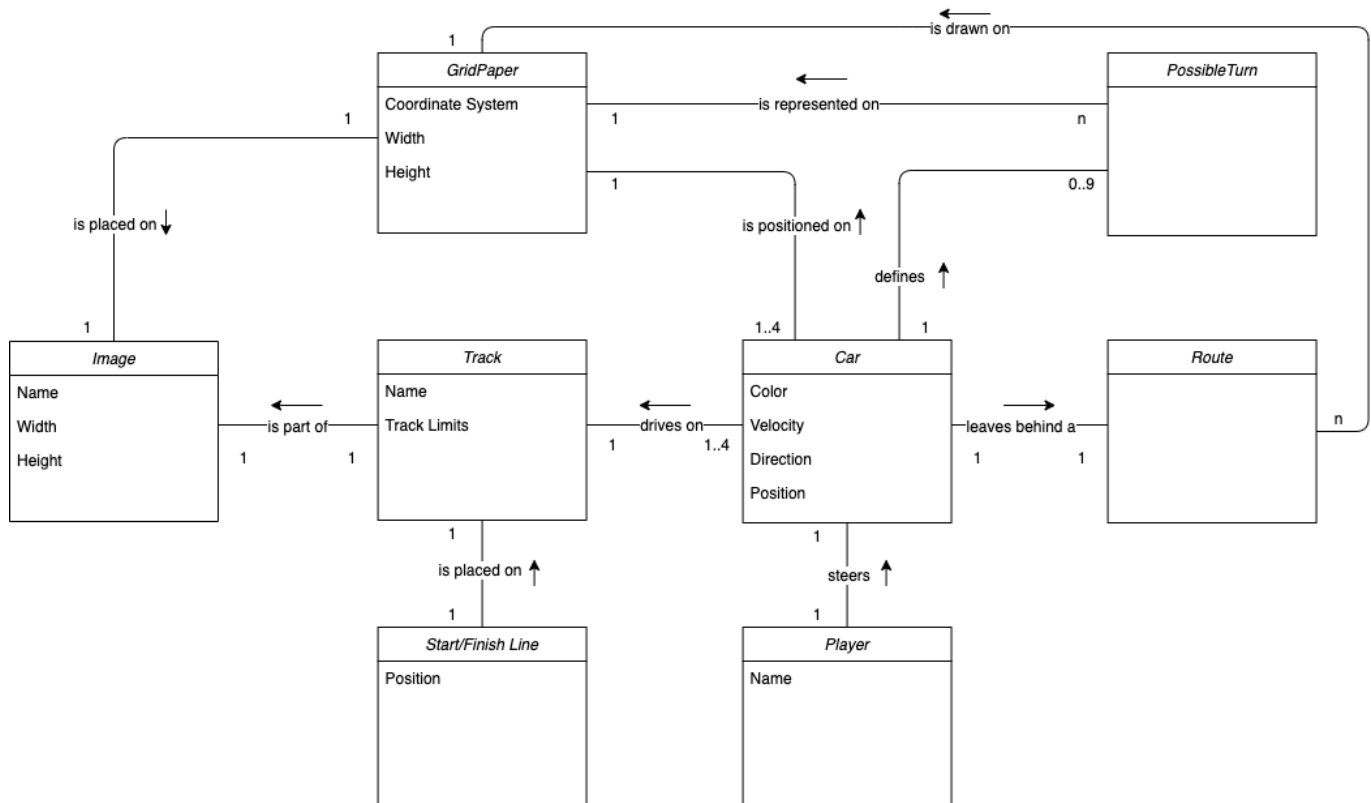 is drawn on
1
GridPaper
Coordinate System
Width
Height
PossibleTurn
is represented on
1
n
1
1
0..9
is placed on
is positioned on
defines
1
1..4
1
Image
Name
Width
Height
Track
Name
Track Limits
Car
Color
Velocity
Direction
Position
Route
is part of
1
1
drives on
1
1..4
leaves behind a
1
1
n
1
is placed on
1
1
steers
1
Start/Finish Line
Position
Player
Name